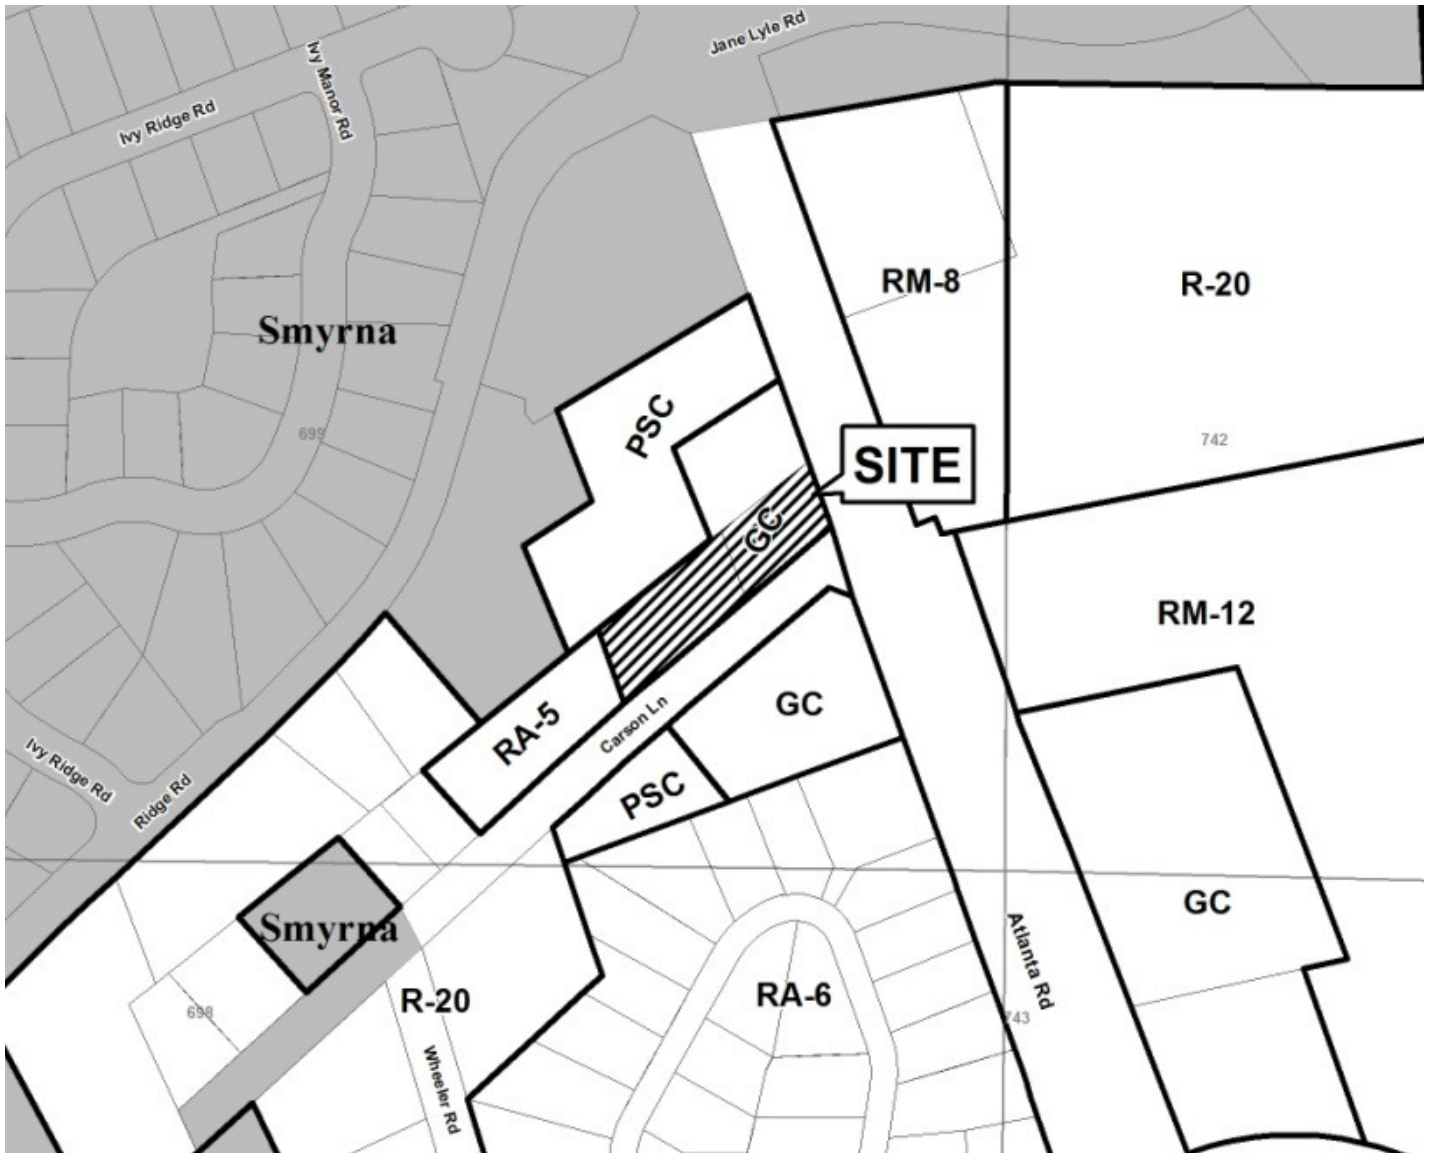 Jane Lyle Rd
Ivy Manor Rd
Ivy Ridge Rd
RM-8
R-20
Smyrna
PSC
699
742
SITE
GC
RM-12
RA-5
GC
Carson Ln
Ivy Ridge Rd
Ridge Rd
PSC
GC
Smyrna
Atlanta Rd
RA-6
R-20
698
743
Wheeler Rd